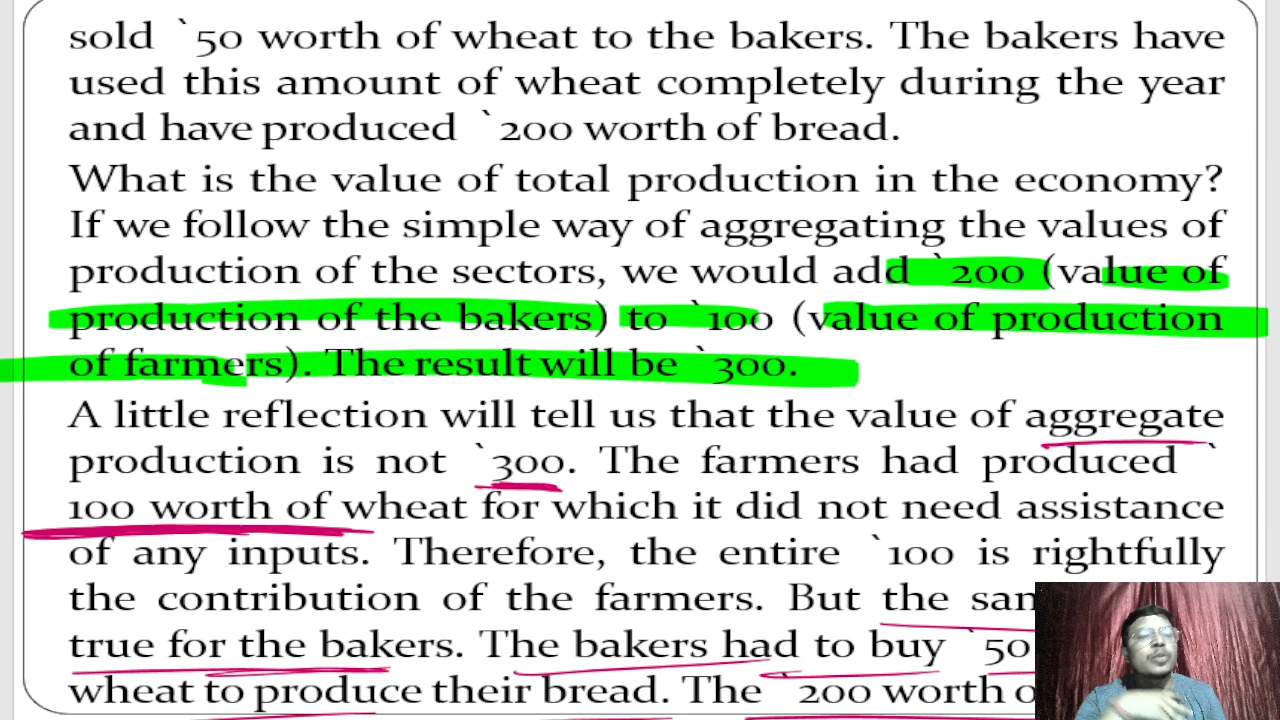 sold `50 worth of wheat to the bakers. The bakers have
used this amount of wheat completely during the year
and have produced `200 worth of bread.
What is the value of total production in the economy?
If we follow the simple way of aggregating the values of
production of the sectors, we would add `200 (value of
production of the bakers) to `100 (value of production
of farmers). The result will be `300.
A little reflection will tell us that the value of aggregate
production is not `300. The farmers had produced `
100 worth of wheat for which it did not need assistance
of any inputs. Therefore, the entire `100 is rightfully
the contribution of the farmers. But the
true for the bakers. The bakers had to buy `50
wheat to produce their bread. The `200 worth